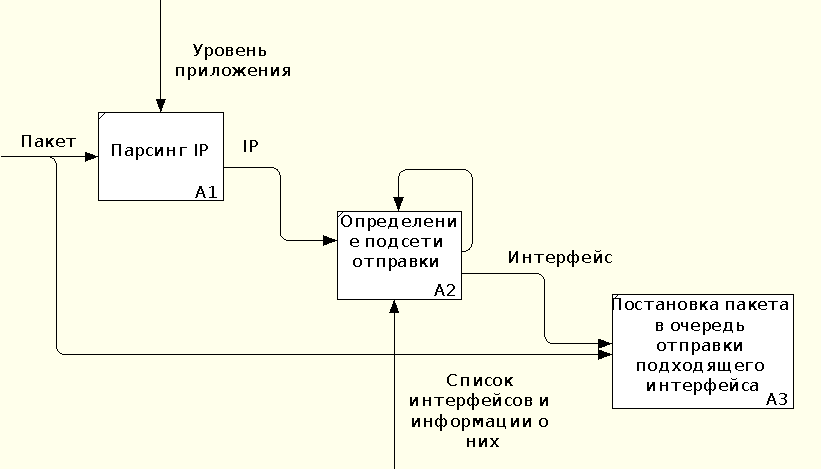 Уровень
приложения
Пакет
Парсинг IP
A1
IP
Определени
е подсети
отправки
A2
Интерфейс
Постановка пакета
в очередь
отправки
подходящего
интерфейса
A3
Список
интерфейсов и
информации о
них